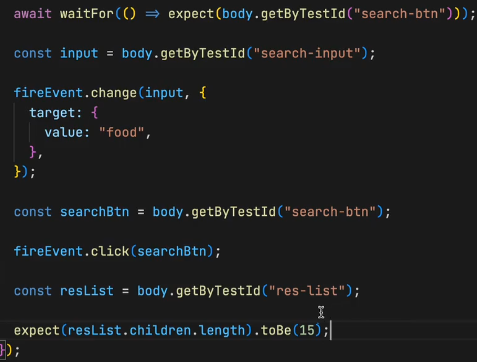 await waitFor(() => expect(body.getByTestId("search-btn")));
const input = body.getByTestId("search-input");
fireEvent.change(input, {
target: {
value: "food",
},
});
const searchBtn = body.getByTestId("search-btn");
fireEvent.click(searchBtn);
const resList = body.getByTestId("res-list");
expect(resList.children.length).toBe(15);
});